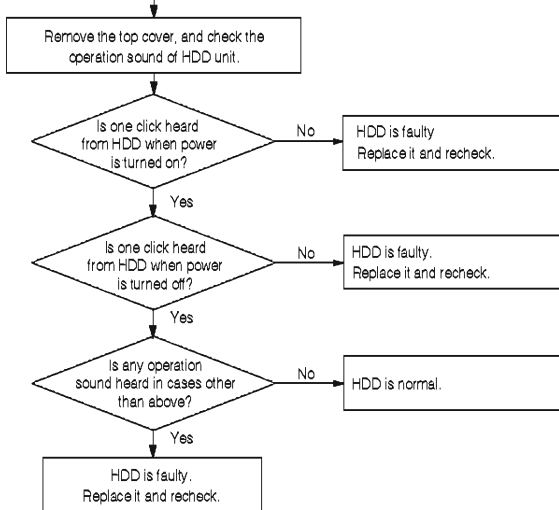 Remove the top cover, and check the
operation sound of HDD unit.
Is one click heard
from HDD when power
is turned on?
No
HDD is faulty
Replace it and recheck.
Yes
Is one click heard
from HDD when power
is turned off?
No
HDD is faulty.
Replace it and recheck.
Yes
Is any operation
sound heard in cases other
than above?
No
HDD is normal.
Yes
HDD is faulty.
Replace it and recheck.